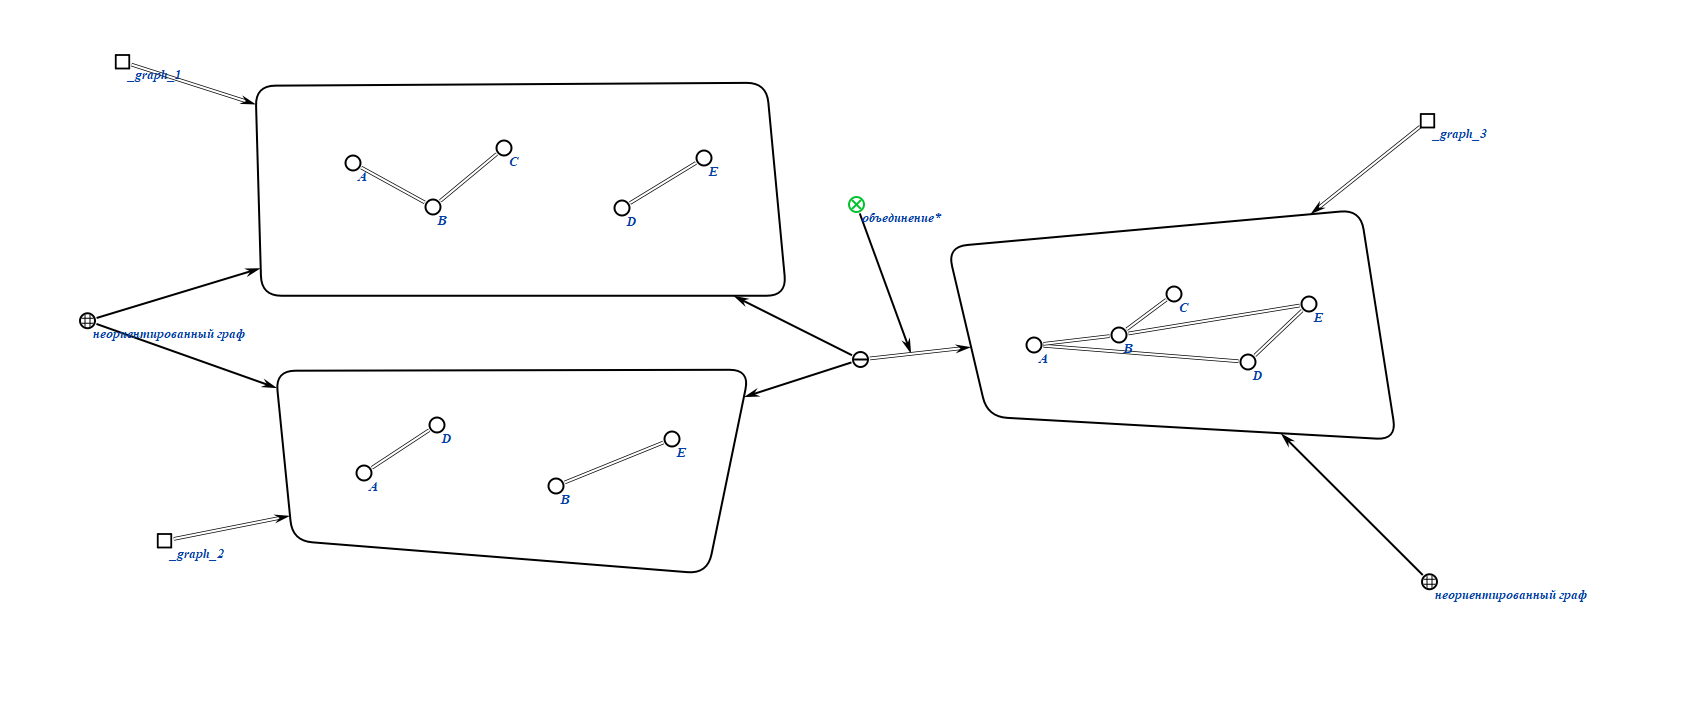 _graph_1
A
B
C
D
E
неориентированный граф
A
D
B
E
_graph_2
объединение*
_graph_3
A
B
C
D
E
неориентированный граф